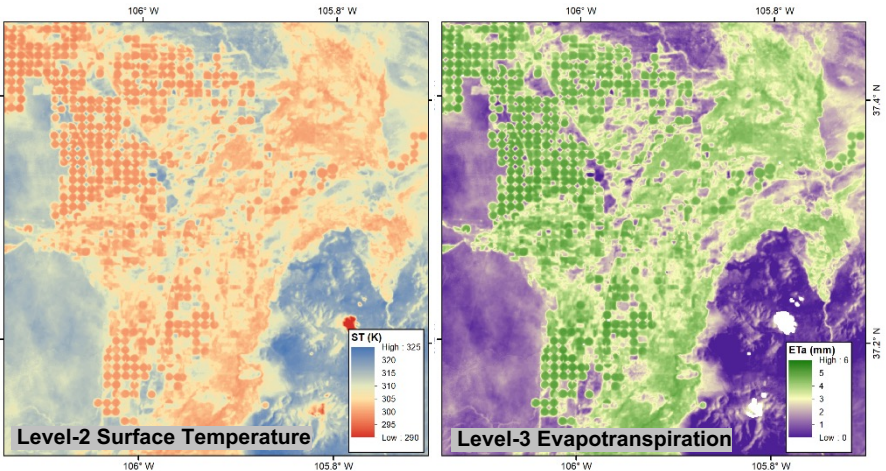 106° W
105.8° W
106° W
105.8° W
37.4° N
37.2° N
ST (K)
High : 325
320
315
310
305
300
295
Low : 290
ETa (mm)
High : 6
5
4
3
2
1
Low : 0
Level-2 Surface Temperature
Level-3 Evapotranspiration
106° W
105.8° W
106° W
105.8° W